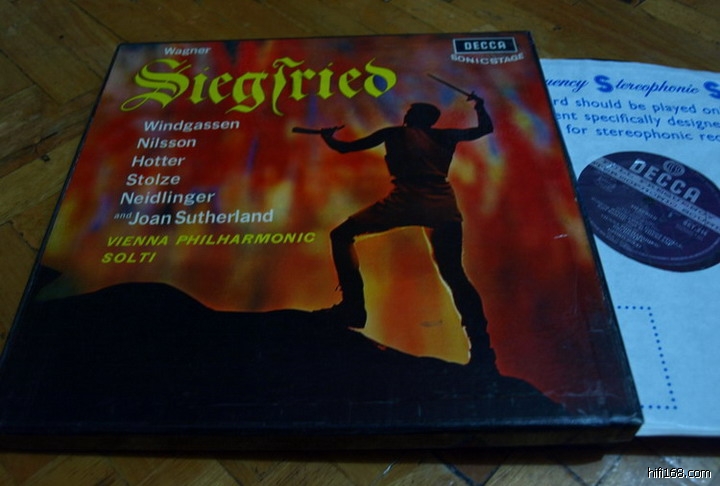 Wagner
Siegfried
DECCA
SONICSTAGE
Windgassen
Nilsson
Hotter
Stolze
Neidlinger
and Joan Sutherland
VIENNA PHILHARMONIC
SOLTI
uency Stereophonic S
rd should be played on
ent specifically designe
for stereophonic rec
DECCA
hifi168.com